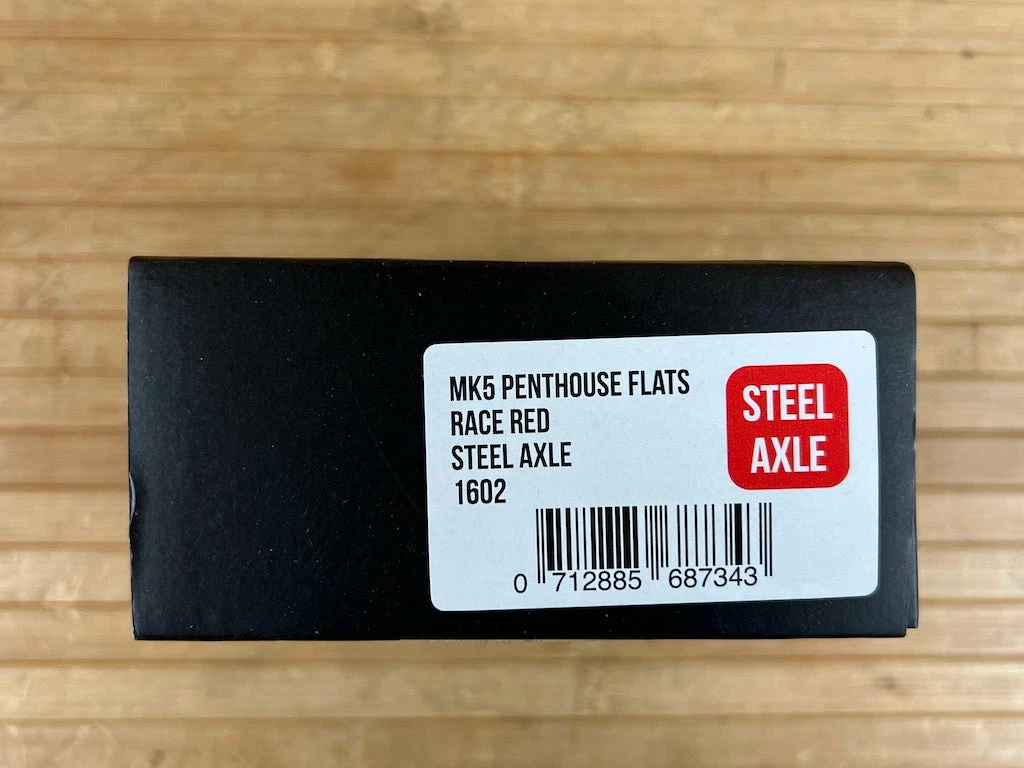 MK5 PENTHOUSE FLATS
RACE RED
STEEL AXLE
1602
STEEL
AXLE
0 712885 687343